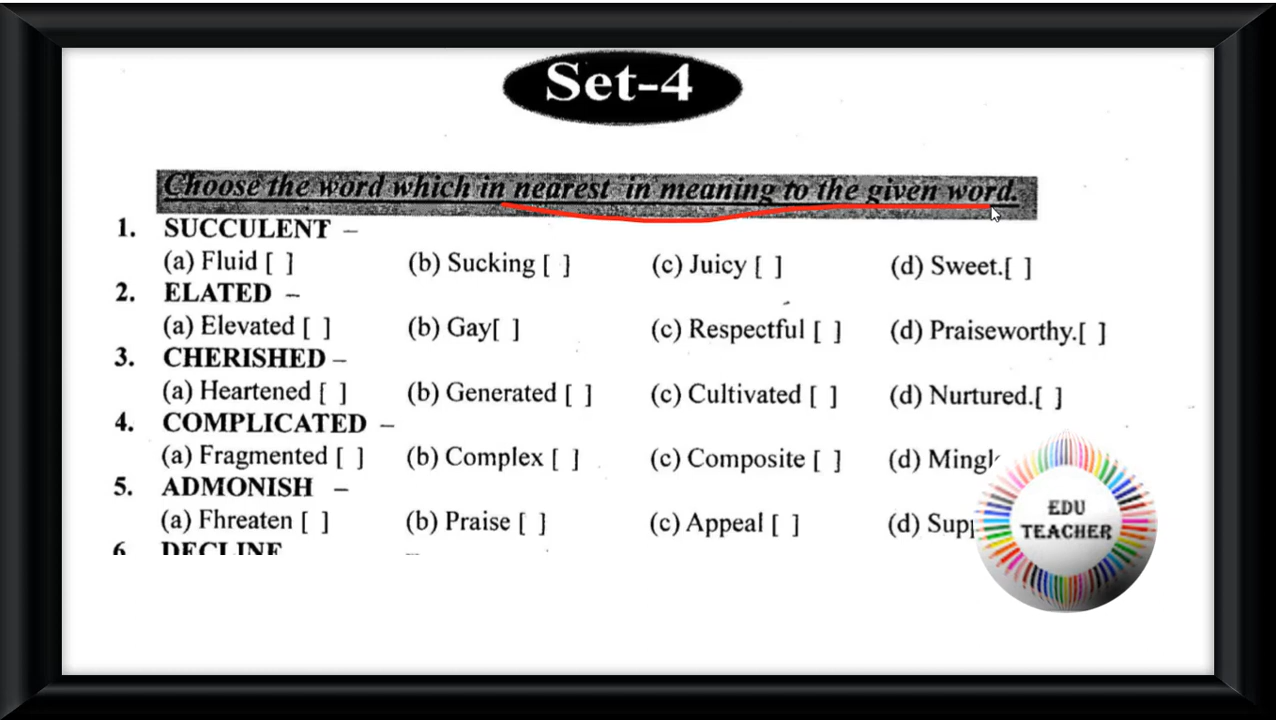 Set-4
Choose the word which in nearest in meaning to the given word.
1. SUCCULENT –
(a) Fluid [ ] (b) Sucking [ ] (c) Juicy [ ] (d) Sweet.[ ]
2. ELATED –
(a) Elevated [ ] (b) Gay[ ] (c) Respectful [ ] (d) Praiseworthy.[ ]
3. CHERISHED –
(a) Heartened [ ] (b) Generated [ ] (c) Cultivated [ ] (d) Nurtured.[ ]
4. COMPLICATED –
(a) Fragmented [ ] (b) Complex [ ] (c) Composite [ ] (d)
5. ADMONISH –
(a) Fhreaten [ ] (b) Praise [ ] (c) Appeal [ ] (d)
6 DECLINE
EDU
TEACHER